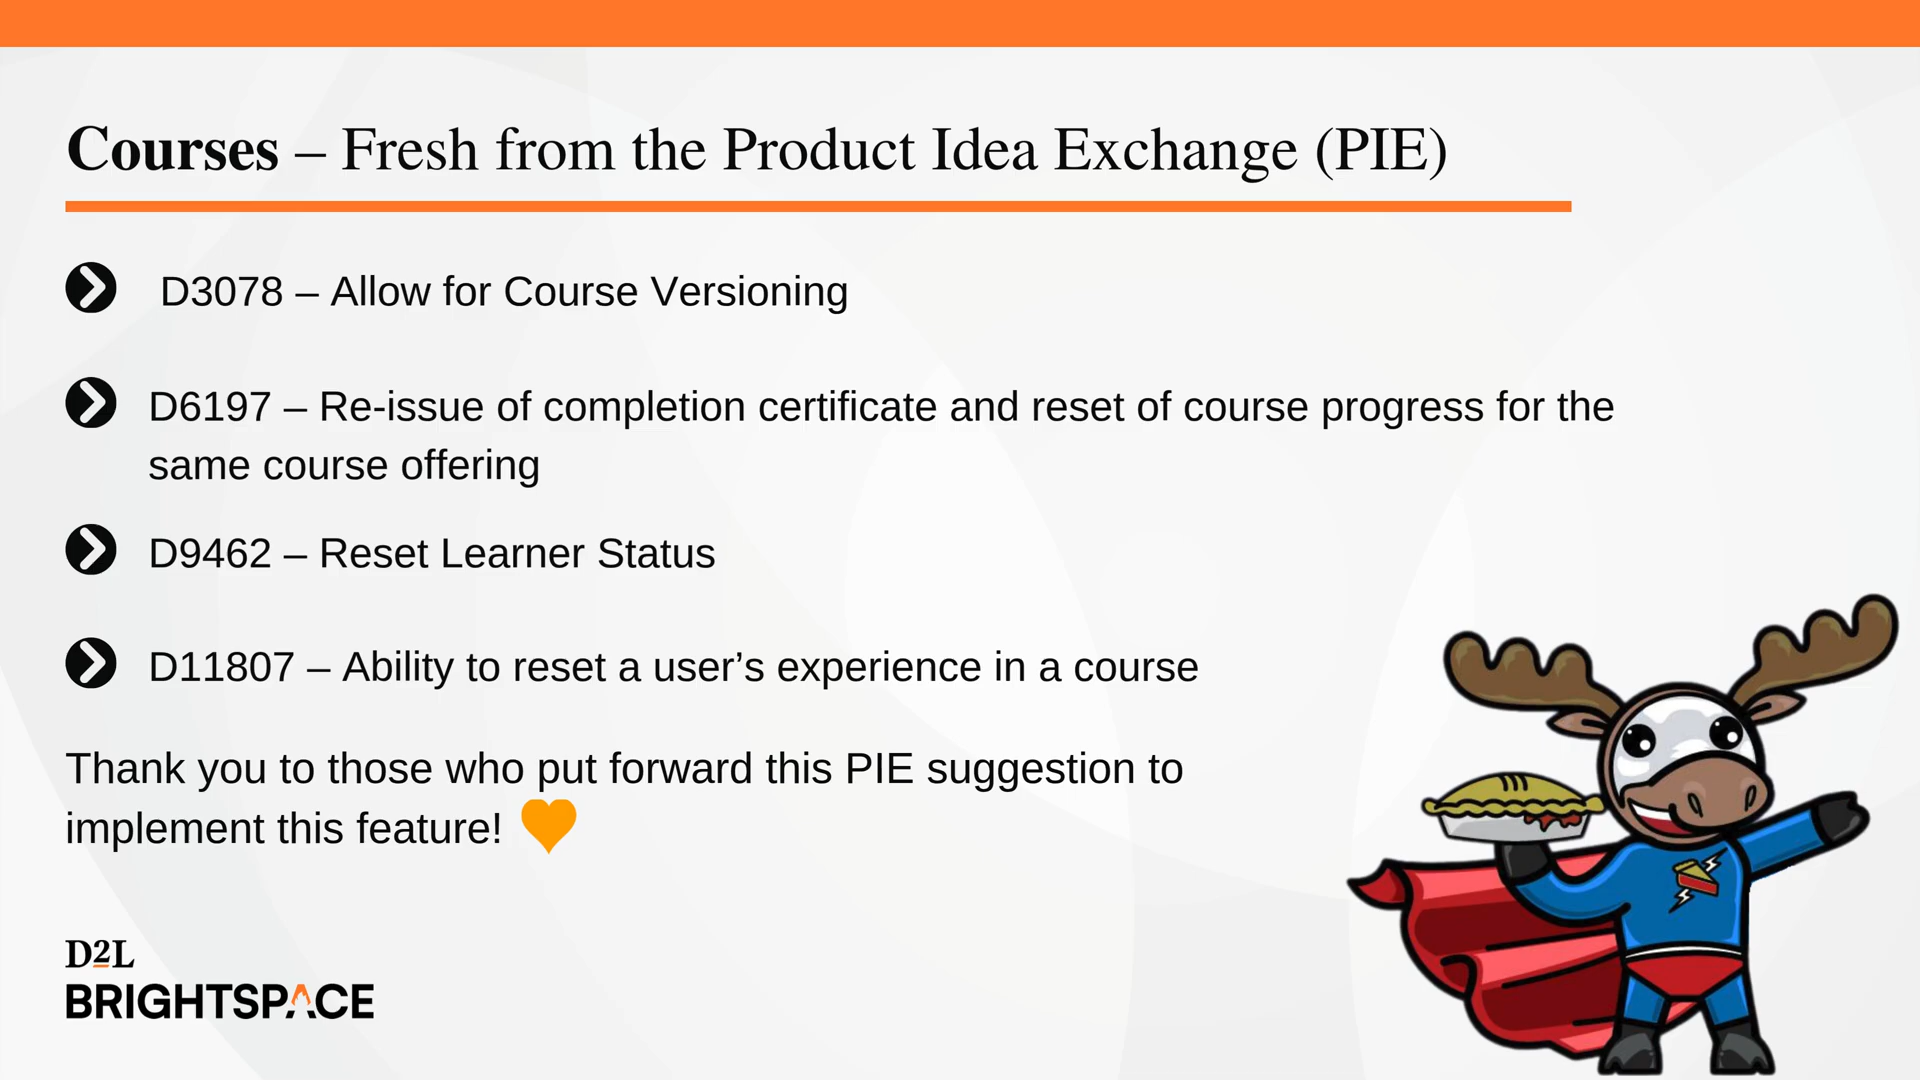 Courses – Fresh from the Product Idea Exchange (PIE)
D3078 – Allow for Course Versioning
D6197 – Re-issue of completion certificate and reset of course progress for the
same course offering
D9462 – Reset Learner Status
D11807 – Ability to reset a user’s experience in a course
Thank you to those who put forward this PIE suggestion to
implement this feature! 🧡
D2L
BRIGHTSPACE